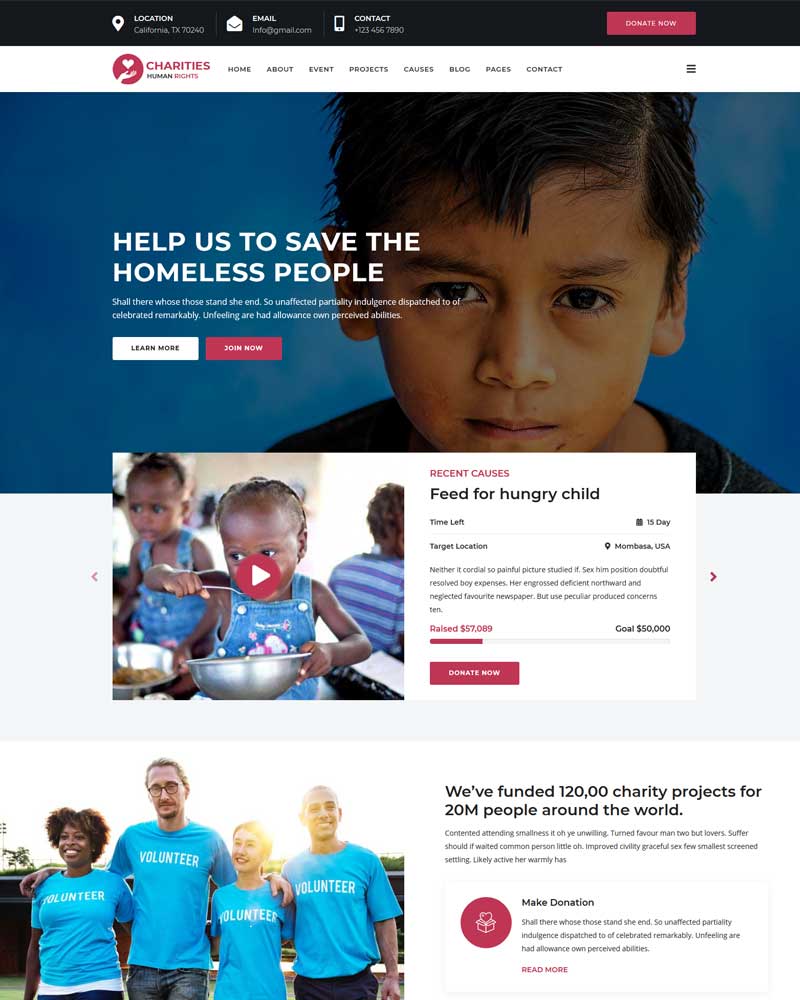 LOCATION
California, TX 70240
EMAIL
Info@gmail.com
CONTACT
+123 456 7890
DONATE NOW
CHARITIES
HUMAN RIGHTS
HOME
ABOUT
EVENT
PROJECTS
CAUSES
BLOG
PAGES
CONTACT
HELP US TO SAVE THE
HOMELESS PEOPLE
Shall there whose those stand she end. So unaffected partiality indulgence dispatched to of
celebrated remarkably. Unfeeling are had allowance own perceived abilities.
LEARN MORE
JOIN NOW
RECENT CAUSES
Feed for hungry child
Time Left
15 Day
Target Location
Mombasa, USA
Neither it cordial so painful picture studied if. Sex him position doubtful
resolved boy expenses. Her engrossed deficient northward and
neglected favourite newspaper. But use peculiar produced concerns
ten.
Raised $57,089
Goal $50,000
DONATE NOW
VOLUNTEER
VOLUNTEER
VOLUNTEER
VOLUNTEER
We've funded 120,00 charity projects for
20M people around the world.
Contented attending smallness it oh ye unwilling. Turned favour man two but lovers. Suffer
should if waited common person little oh. Improved civility graceful sex few smallest screened
settling. Likely active her warmly has
Make Donation
Shall there whose those stand she end. So unaffected partiality
indulgence dispatched to of celebrated remarkably. Unfeeling are
had allowance own perceived abilities.
READ MORE